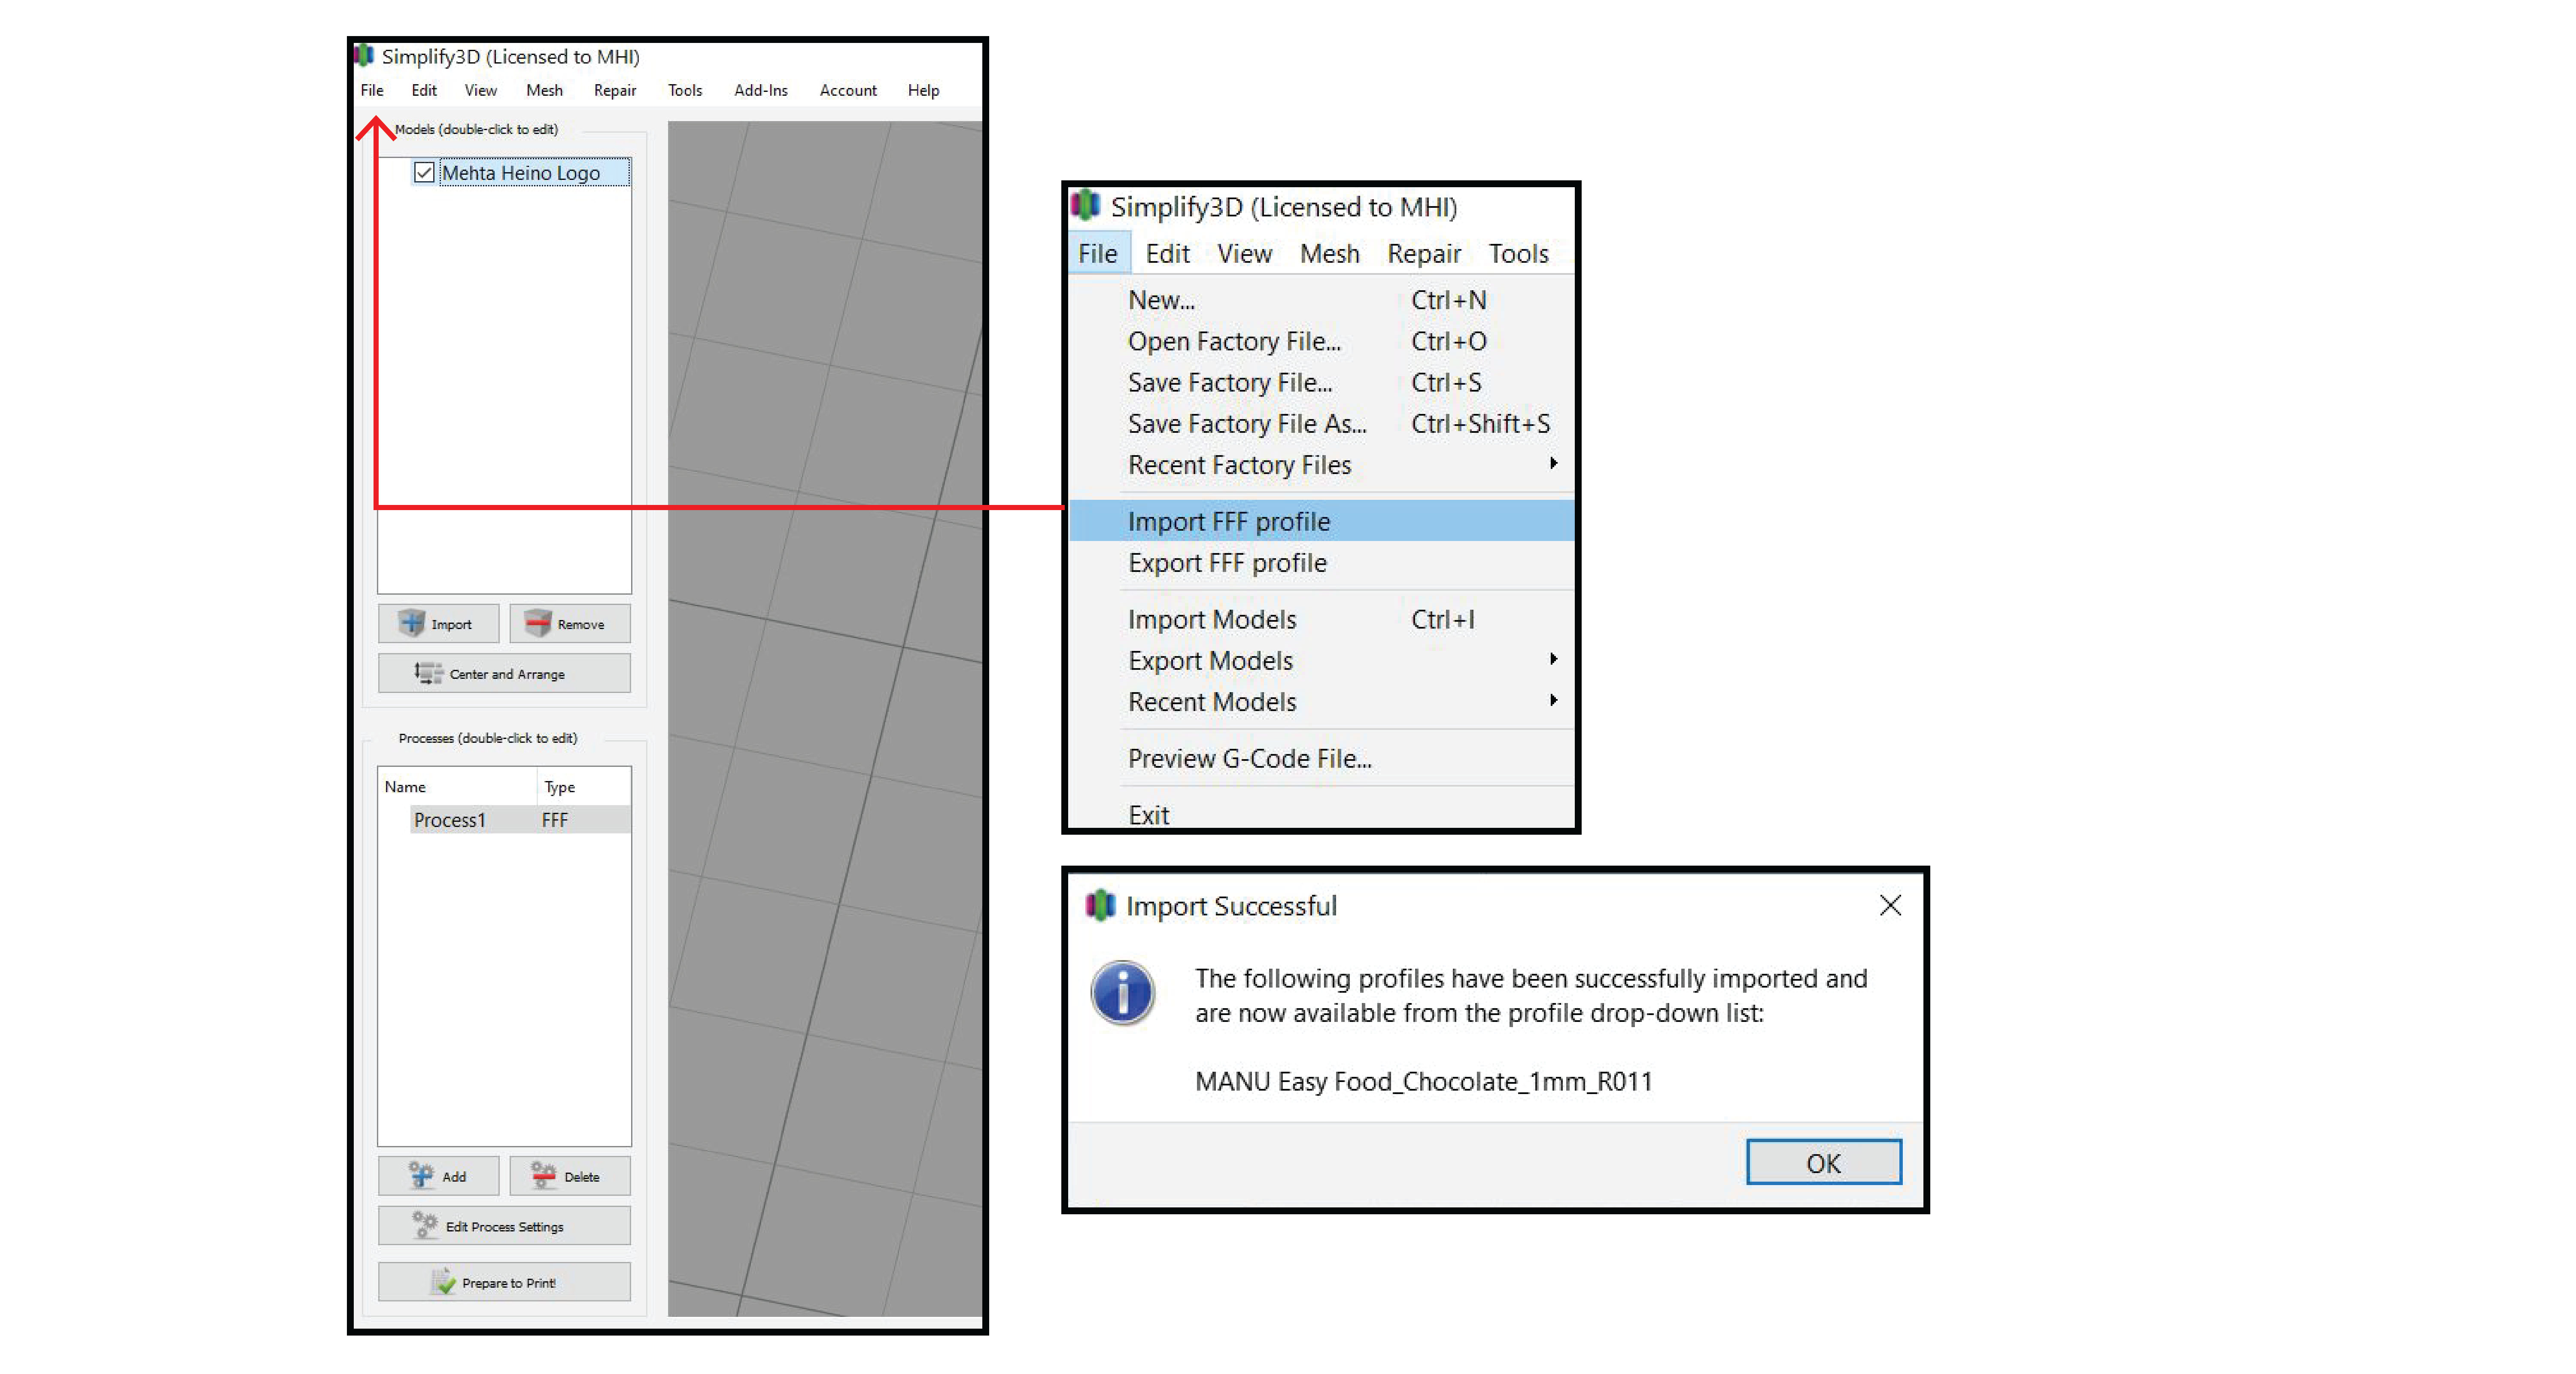 Simplify3D (Licensed to MHI)
File Edit View Mesh Repair Tools Add-Ins Account Help
Models (double-click to edit)
Mehta Heino Logo
Import Remove
Center and Arrange
Processes (double-click to edit)
Name Type
Process1 FFF
Add Delete
Edit Process Settings
Prepare to Print!
Simplify3D (Licensed to MHI)
File Edit View Mesh Repair Tools
New... Ctrl+N
Open Factory File... Ctrl+O
Save Factory File... Ctrl+S
Save Factory File As... Ctrl+Shift+S
Recent Factory Files
Import FFF profile
Export FFF profile
Import Models Ctrl+I
Export Models
Recent Models
Preview G-Code File...
Exit
Import Successful
The following profiles have been successfully imported and
are now available from the profile drop-down list:
MANU Easy Food_Chocolate_1mm_R011
OK